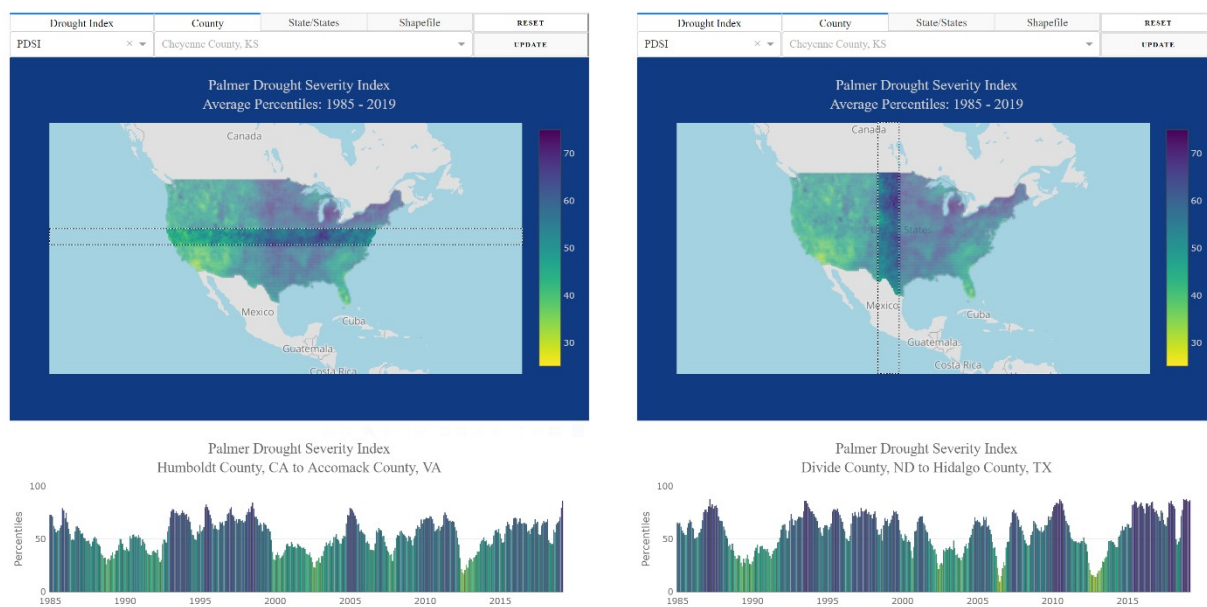 Drought Index County State/States Shapefile RESET
PDSI × Cheyenne County, KS UPDATE
Palmer Drought Severity Index
Average Percentiles: 1985 - 2019
Canada
Mexico
Cuba
Guatemala
Costa Rica
70
60
50
40
30
Palmer Drought Severity Index
Humboldt County, CA to Accomack County, VA
Percentiles
100
50
0
1985 1990 1995 2000 2005 2010 2015
Drought Index County State/States Shapefile RESET
PDSI × Cheyenne County, KS UPDATE
Palmer Drought Severity Index
Average Percentiles: 1985 - 2019
Canada
States
Mexico
Cuba
Guatemala
Costa Rica
70
60
50
40
30
Palmer Drought Severity Index
Divide County, ND to Hidalgo County, TX
Percentiles
100
50
0
1985 1990 1995 2000 2005 2010 2015